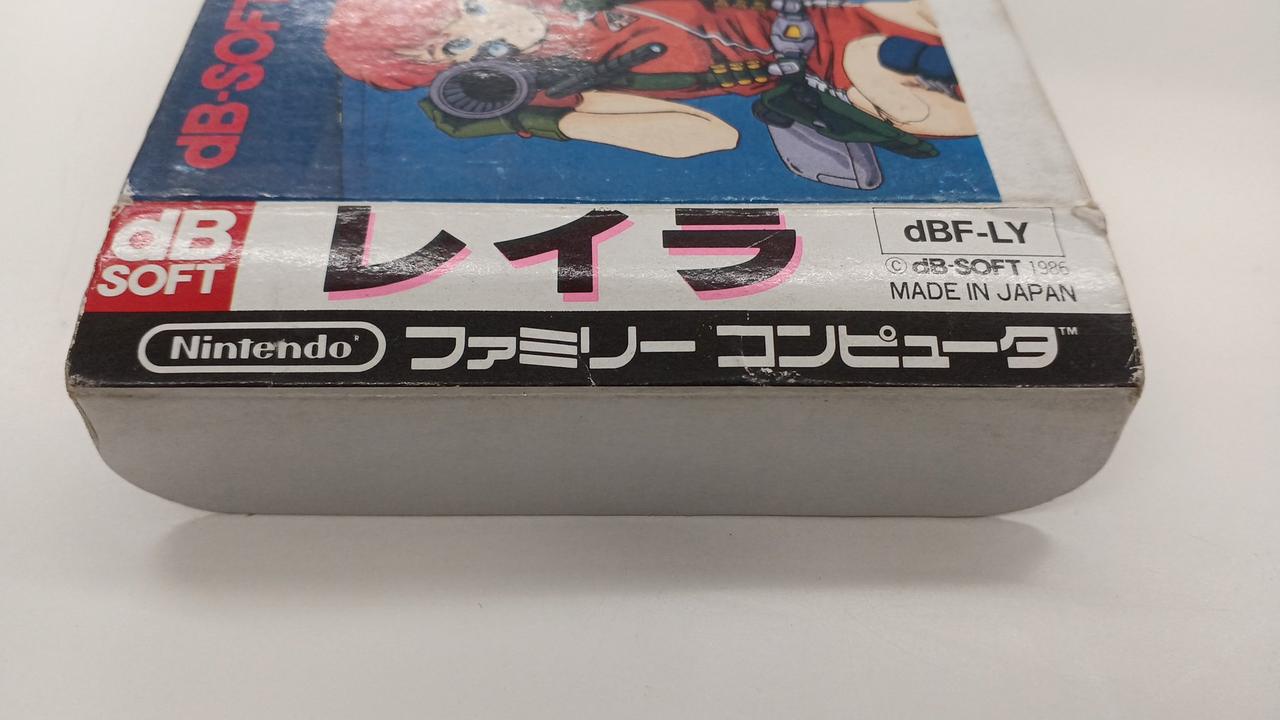 dB-SOFT
dB
SOFT
レイラ
dBF-LY
© dB-SOFT 1986
MADE IN JAPAN
Nintendo® ファミリー コンピュータ™